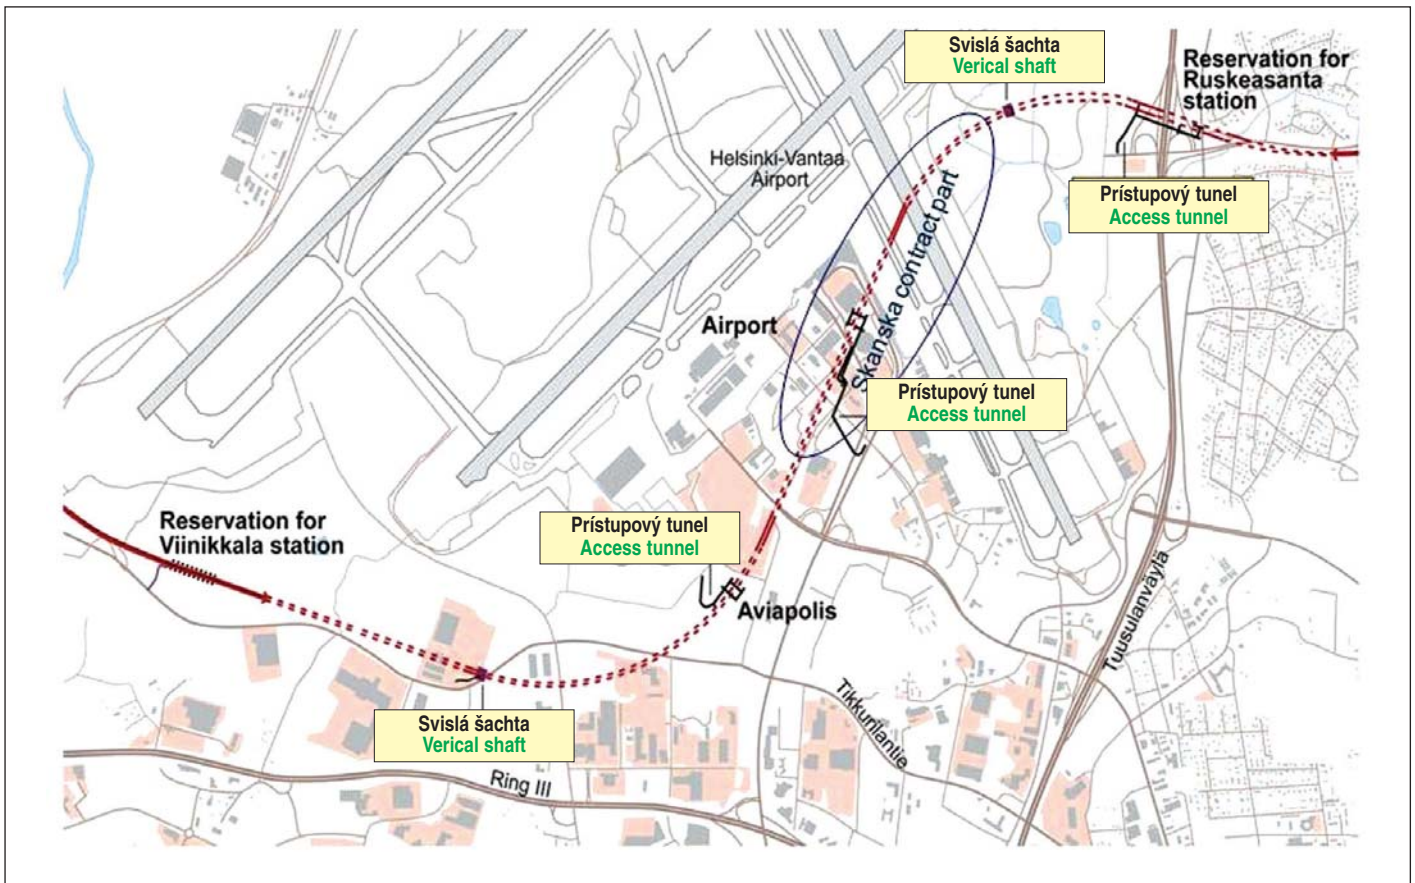 Svislá šachta
Verical shaft
Reservation for
Ruskeasanta
station
Helsinki-Vantaa
Airport
Prístupový tunel
Access tunnel
Skanska contract part
Airport
Prístupový tunel
Access tunnel
Reservation for
Viinikkala station
Prístupový tunel
Access tunnel
Aviapolis
Tuusulanväylä
Svislá šachta
Verical shaft
Tikkurilantie
Ring III